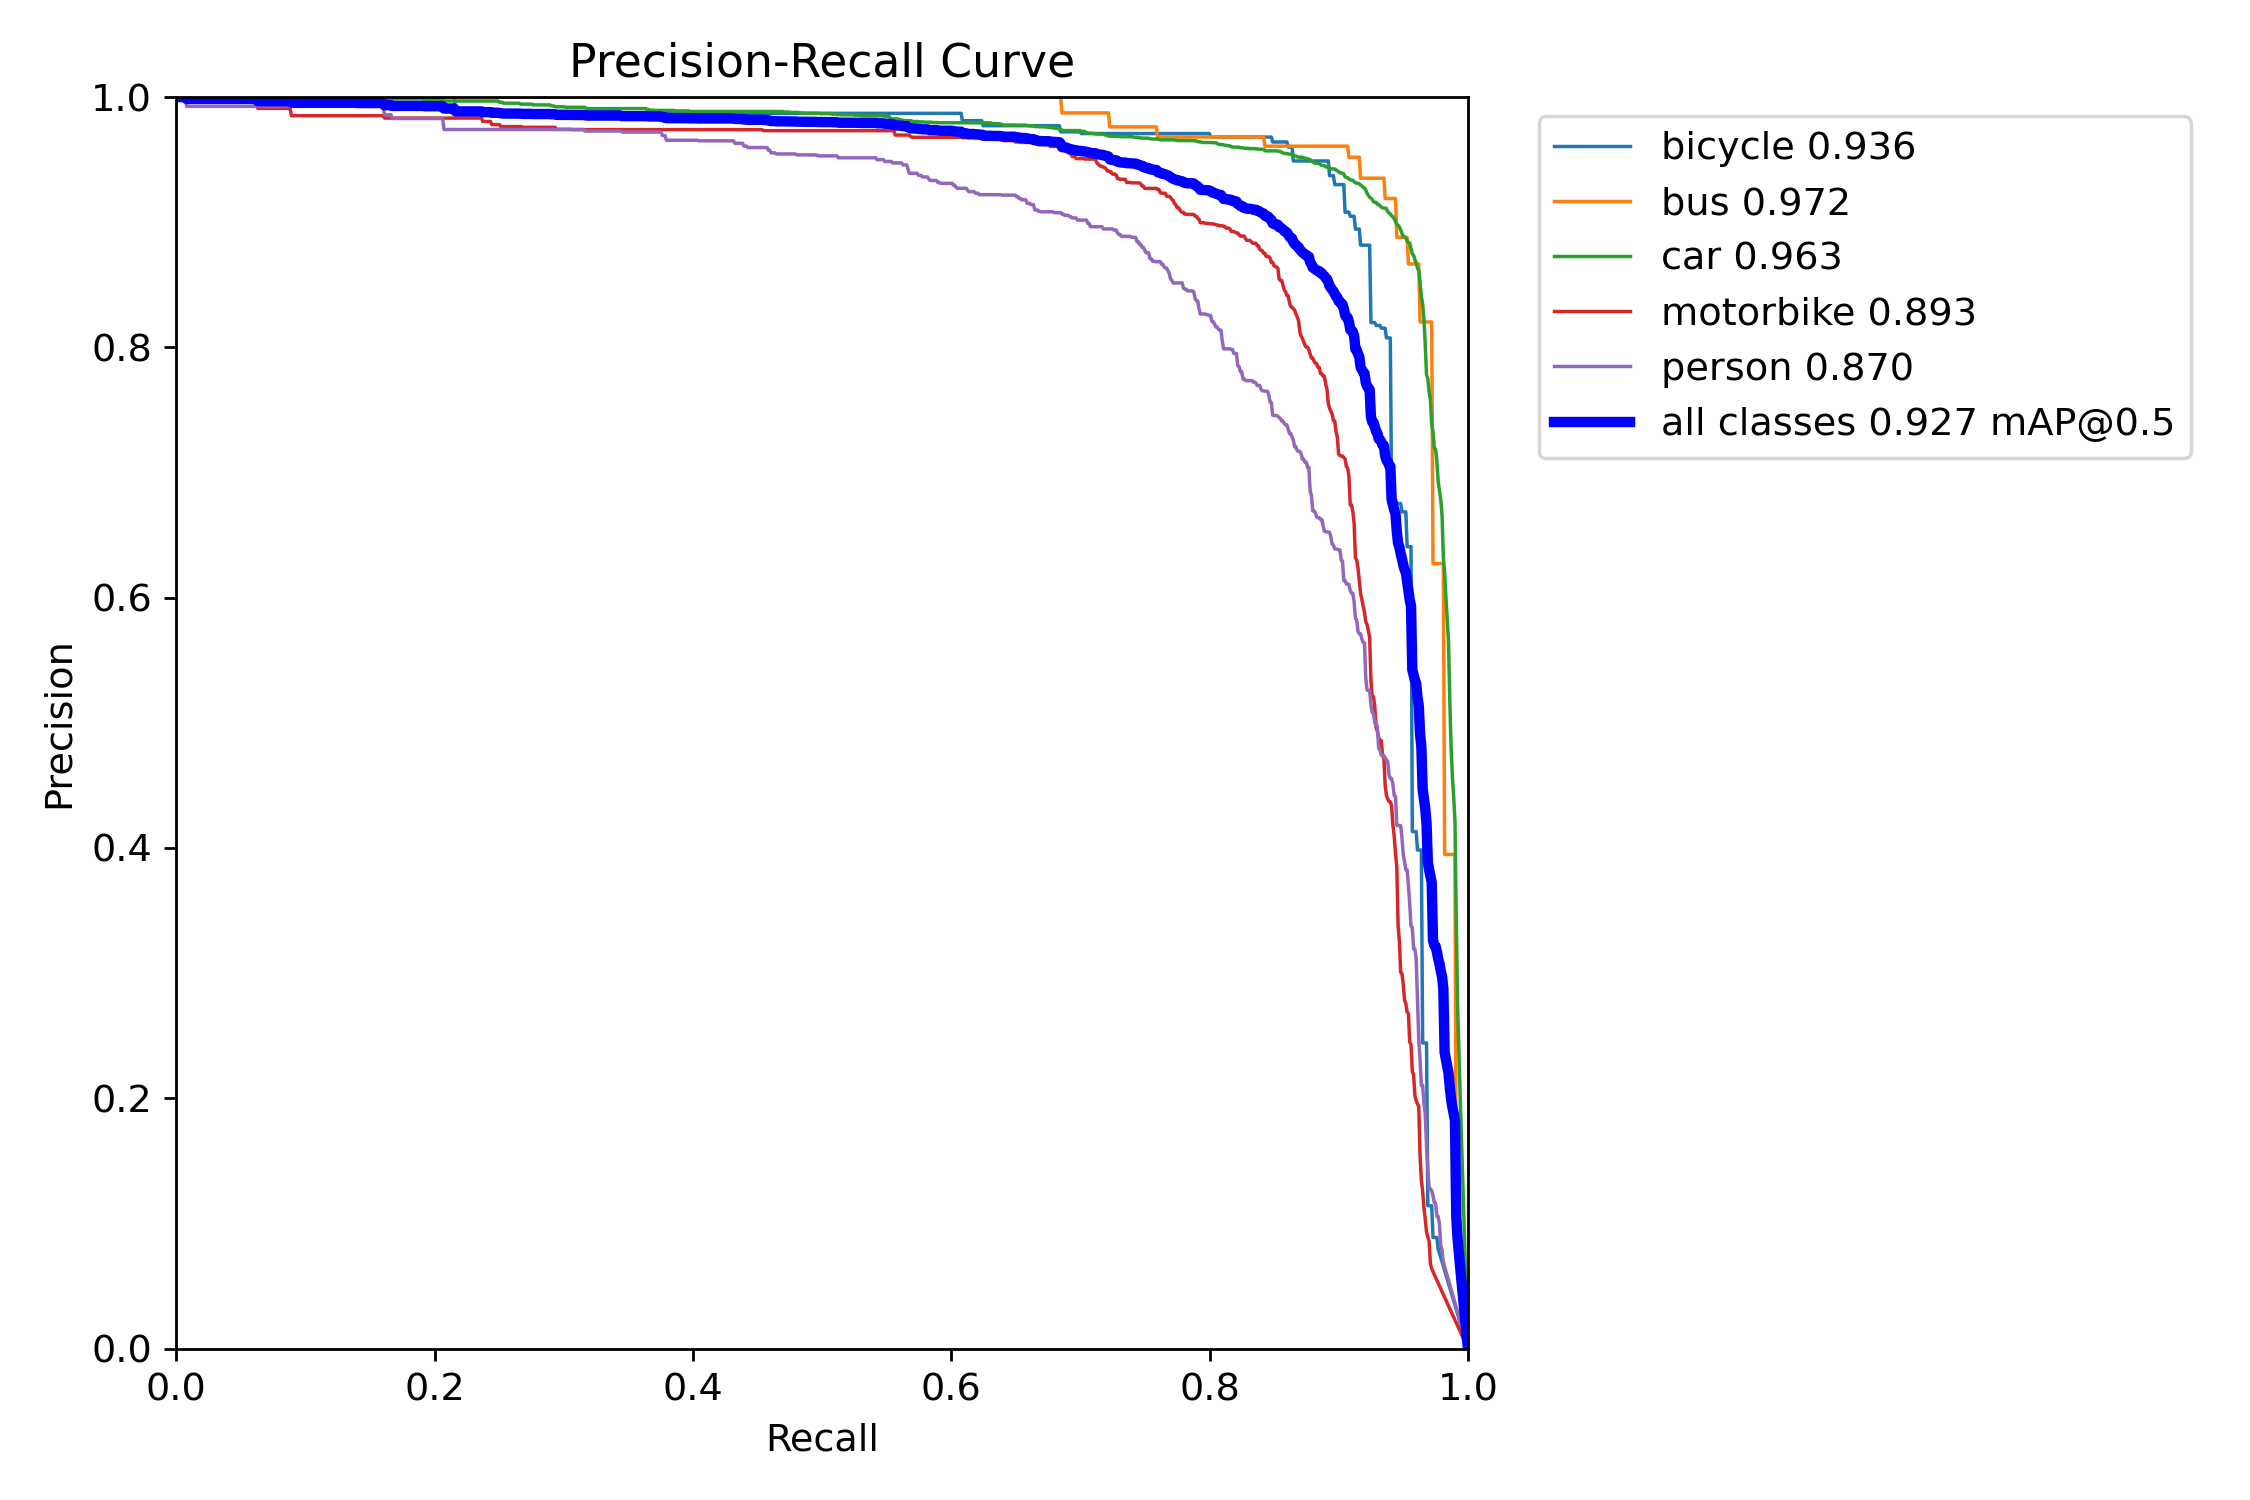 Precision-Recall Curve
1.0
0.8
0.6
0.4
0.2
0.0
Precision
0.0 0.2 0.4 0.6 0.8 1.0
Recall
bicycle 0.936
bus 0.972
car 0.963
motorbike 0.893
person 0.870
all classes 0.927 mAP@0.5